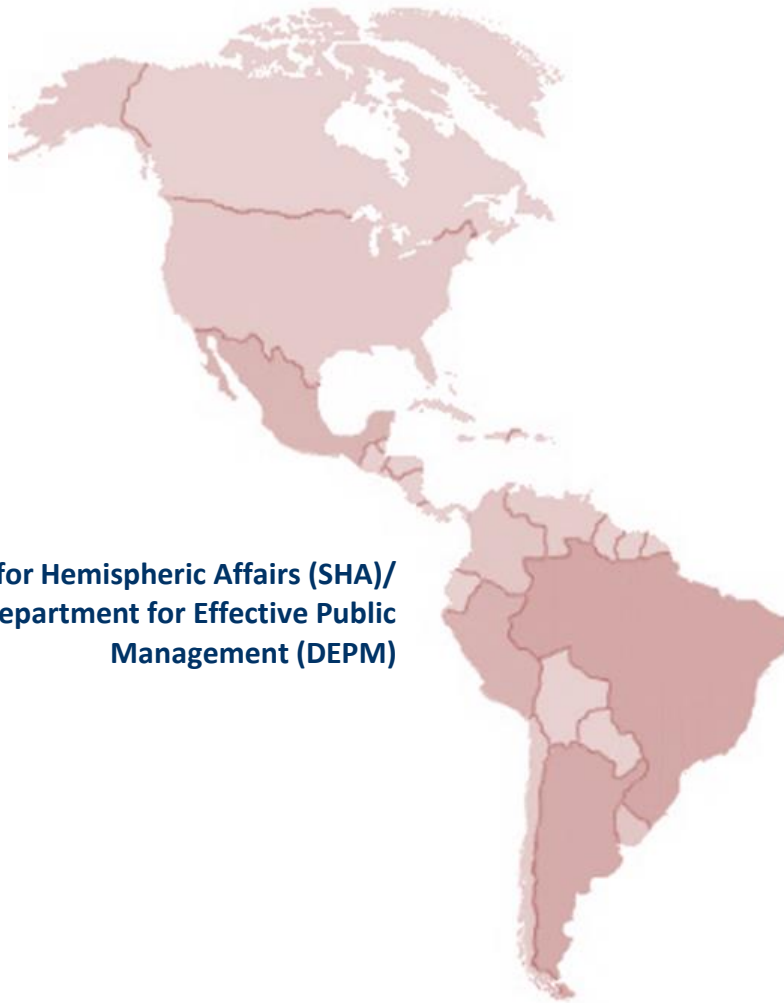 for Hemispheric Affairs (SHA)/
epartment for Effective Public
Management (DEPM)